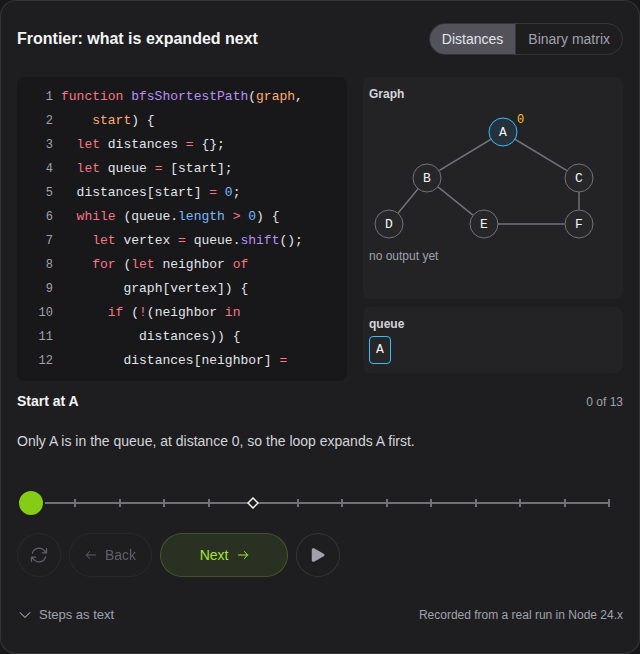 Frontier: what is expanded next
Distances
Binary matrix
1 function bfsShortestPath(graph,
2 start) {
3 let distances = {};
4 let queue = [start];
5 distances[start] = 0;
6 while (queue.length > 0) {
7 let vertex = queue.shift();
8 for (let neighbor of
9 graph[vertex]) {
10 if (!(neighbor in
11 distances)) {
12 distances[neighbor] =
Graph
A 0
B C
D E F
no output yet
queue
A
Start at A
0 of 13
Only A is in the queue, at distance 0, so the loop expands A first.
← Back
Next →
Steps as text
Recorded from a real run in Node 24.x